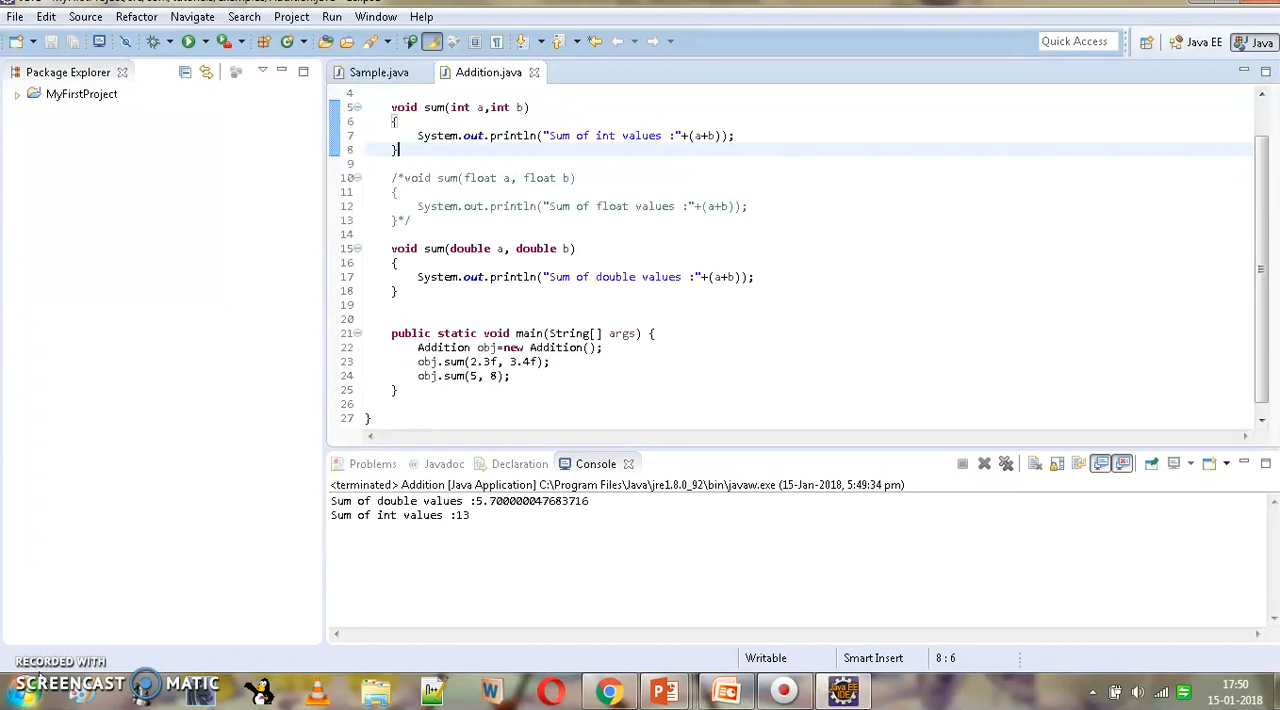 File Edit Source Refactor Navigate Search Project Run Window Help
Quick Access
Java EE
Java
Package Explorer
MyFirstProject
Sample.java
Addition.java
4
5 void sum(int a,int b)
6 {
7 System.out.println("Sum of int values :"+(a+b));
8 }
9
10 /*void sum(float a, float b)
11 {
12 System.out.println("Sum of float values :"+(a+b));
13 }*/
14
15 void sum(double a, double b)
16 {
17 System.out.println("Sum of double values :"+(a+b));
18 }
19
20
21 public static void main(String[] args) {
22 Addition obj=new Addition();
23 obj.sum(2.3f, 3.4f);
24 obj.sum(5, 8);
25 }
26
27 }
Problems @ Javadoc Declaration Console
<terminated> Addition [Java Application] C:\Program Files\Java\jre1.8.0_92\bin\javaw.exe (15-Jan-2018, 5:49:34 pm)
Sum of double values :5.700000047683716
Sum of int values :13
Writable
Smart Insert
8 : 6
RECORDED WITH
SCREENCAST MATIC
Java EE
IDE
17:50
15-01-2018